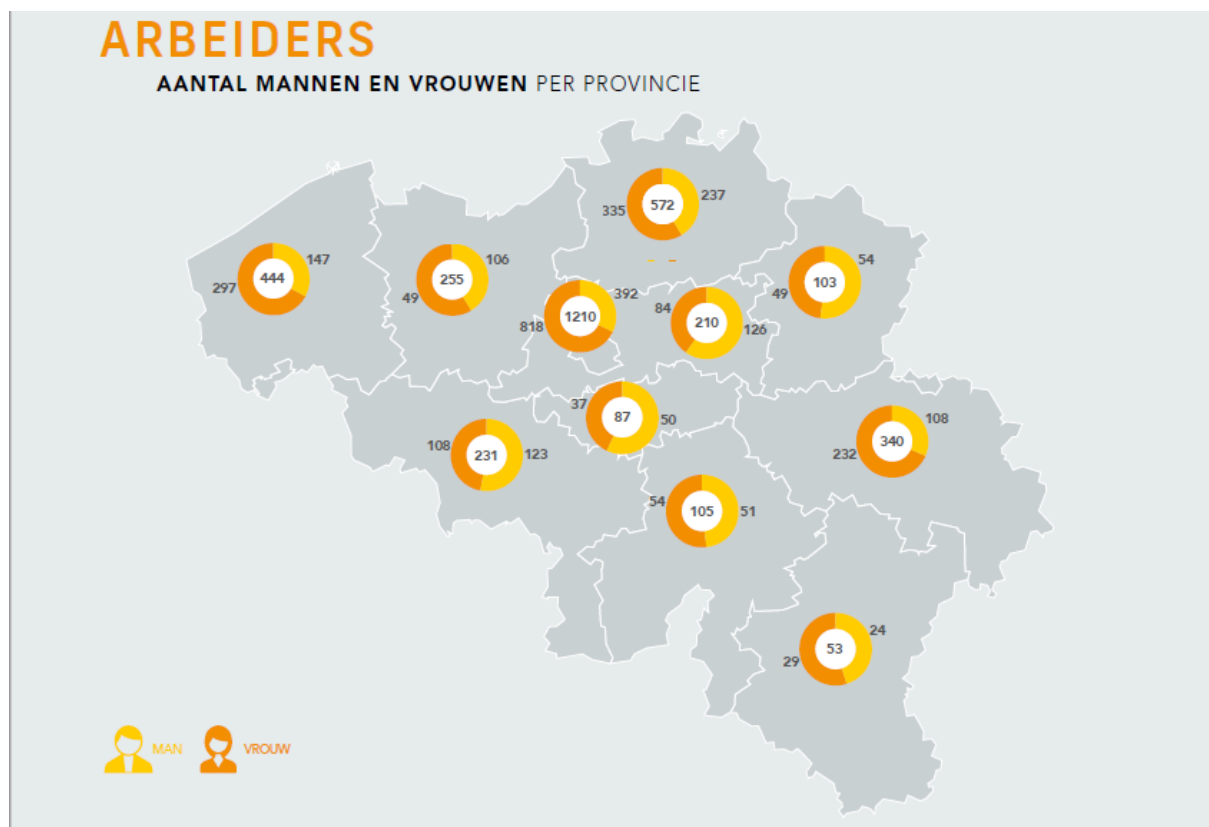 ARBEIDERS
AANTAL MANNEN EN VROUWEN PER PROVINCIE
335 572 237
297 444 147
49 255 106
49 103 54
818 1210 392
84 210 126
37 87 50
108 231 123
232 340 108
54 105 51
29 53 24
MAN VROUW